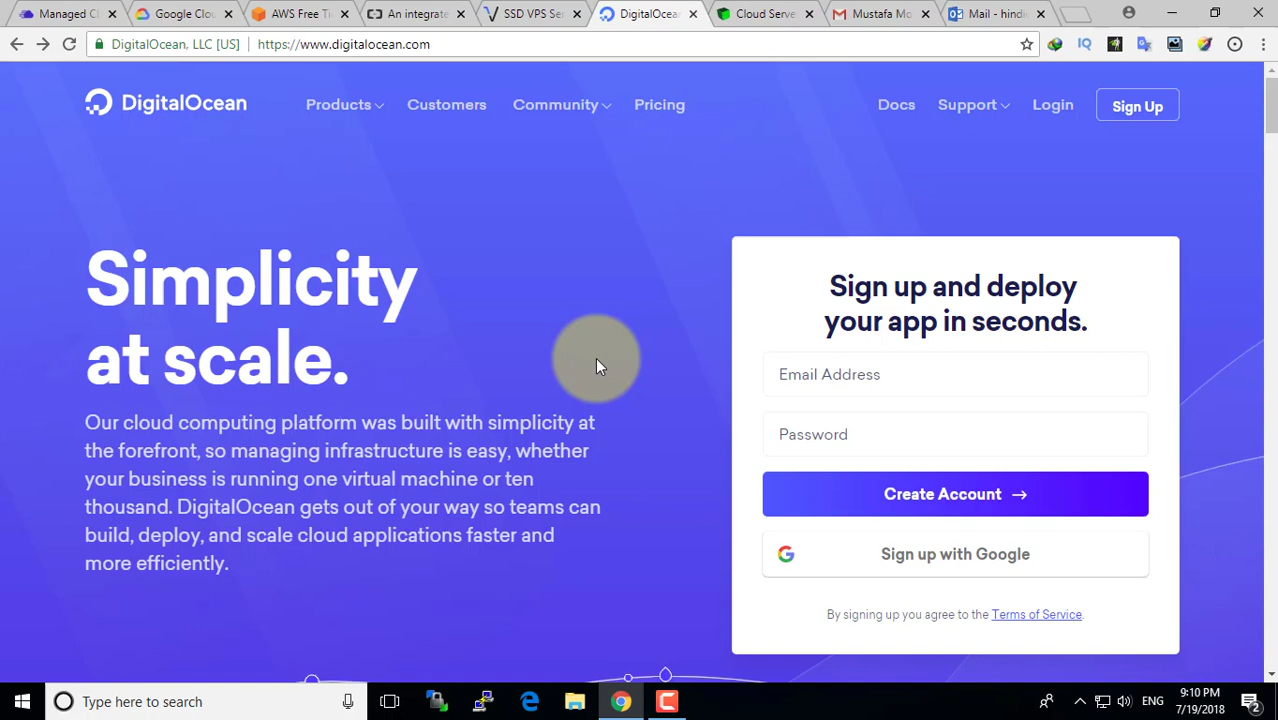 Managed Cl
Google Clou
AWS Free Ti
An integrate
SSD VPS Serv
DigitalOcean
Cloud Serve
Mustafa Mo
Mail - hindi
DigitalOcean, LLC [US]
https://www.digitalocean.com
DigitalOcean
Products
Customers
Community
Pricing
Docs
Support
Login
Sign Up
Simplicity
at scale.
Our cloud computing platform was built with simplicity at
the forefront, so managing infrastructure is easy, whether
your business is running one virtual machine or ten
thousand. DigitalOcean gets out of your way so teams can
build, deploy, and scale cloud applications faster and
more efficiently.
Sign up and deploy
your app in seconds.
Email Address
Password
Create Account →
Sign up with Google
By signing up you agree to the Terms of Service.
Type here to search
ENG
9:10 PM
7/19/2018
2